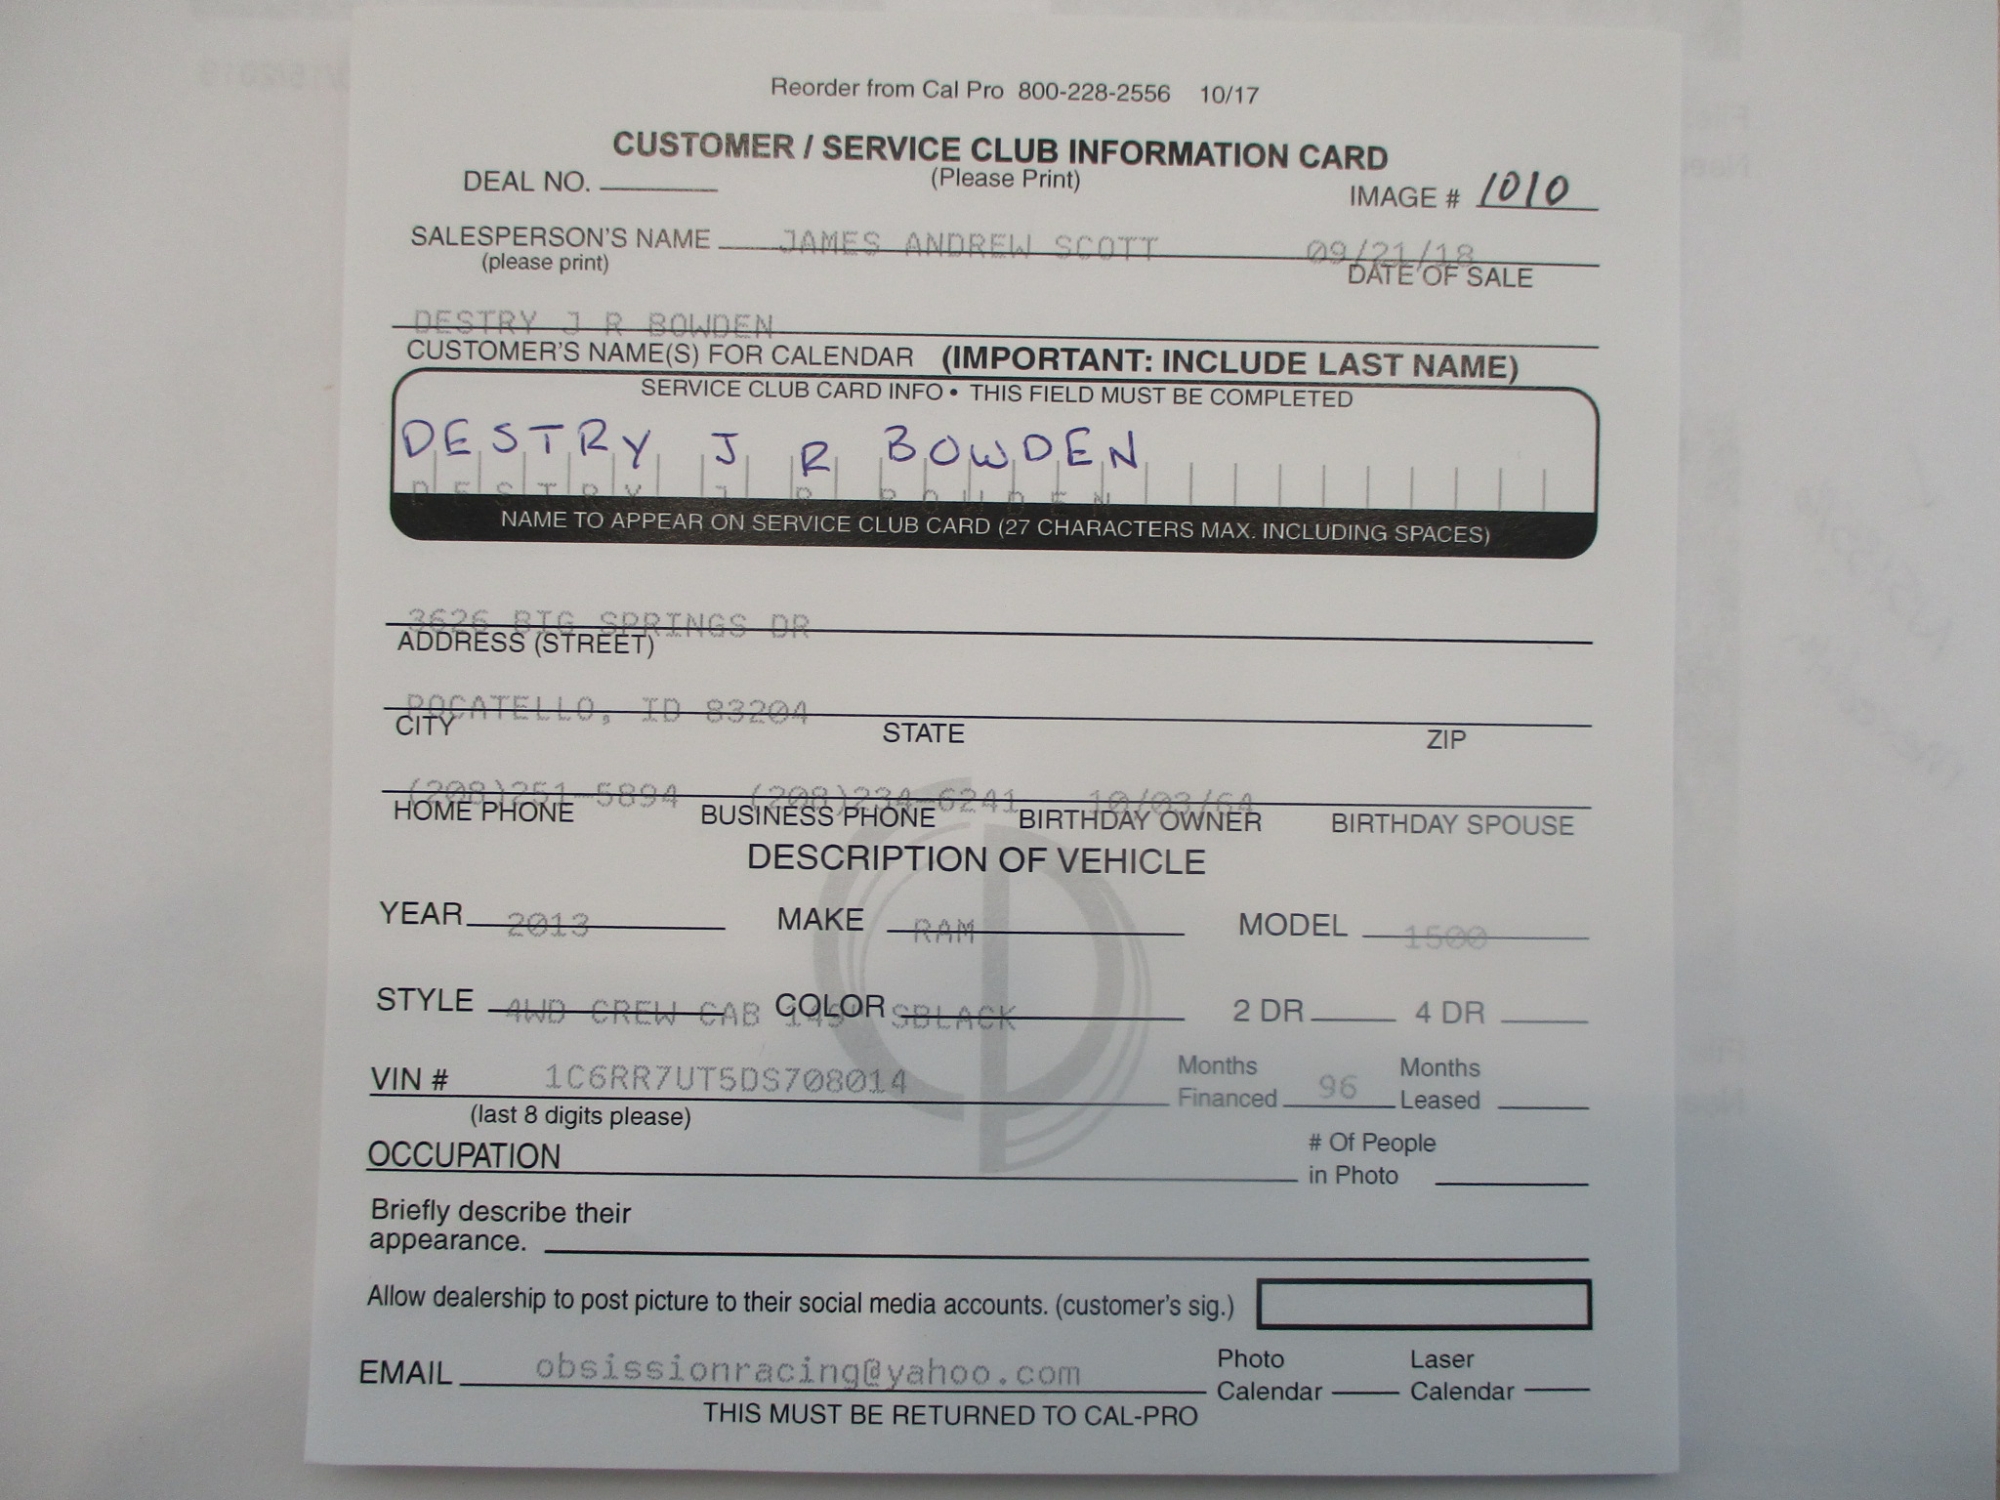 Reorder from Cal Pro 800-228-2556 10/17
CUSTOMER / SERVICE CLUB INFORMATION CARD
DEAL NO. (Please Print) IMAGE # 1010
SALESPERSON'S NAME JAMES ANDREW SCOTT 09/21/18
(please print) DATE OF SALE
DESTRY J R BOWDEN
CUSTOMER'S NAME(S) FOR CALENDAR (IMPORTANT: INCLUDE LAST NAME)
SERVICE CLUB CARD INFO • THIS FIELD MUST BE COMPLETED
DESTRY J R BOWDEN
DESTRY J R BOWDEN
NAME TO APPEAR ON SERVICE CLUB CARD (27 CHARACTERS MAX. INCLUDING SPACES)
3626 BIG SPRINGS DR
ADDRESS (STREET)
POCATELLO, ID 83204
CITY STATE ZIP
(208)251-5894 (208)234-6241 10/03/64
HOME PHONE BUSINESS PHONE BIRTHDAY OWNER BIRTHDAY SPOUSE
DESCRIPTION OF VEHICLE
YEAR 2013 MAKE RAM MODEL 1500
STYLE 4WD CREW CAB COLOR SBLACK 2 DR 4 DR
VIN # 1C6RR7UT5DS708014 Months Financed 96 Months Leased
(last 8 digits please)
OCCUPATION # Of People in Photo
Briefly describe their
appearance.
Allow dealership to post picture to their social media accounts. (customer's sig.)
EMAIL obsissionracing@yahoo.com Photo Calendar Laser Calendar
THIS MUST BE RETURNED TO CAL-PRO